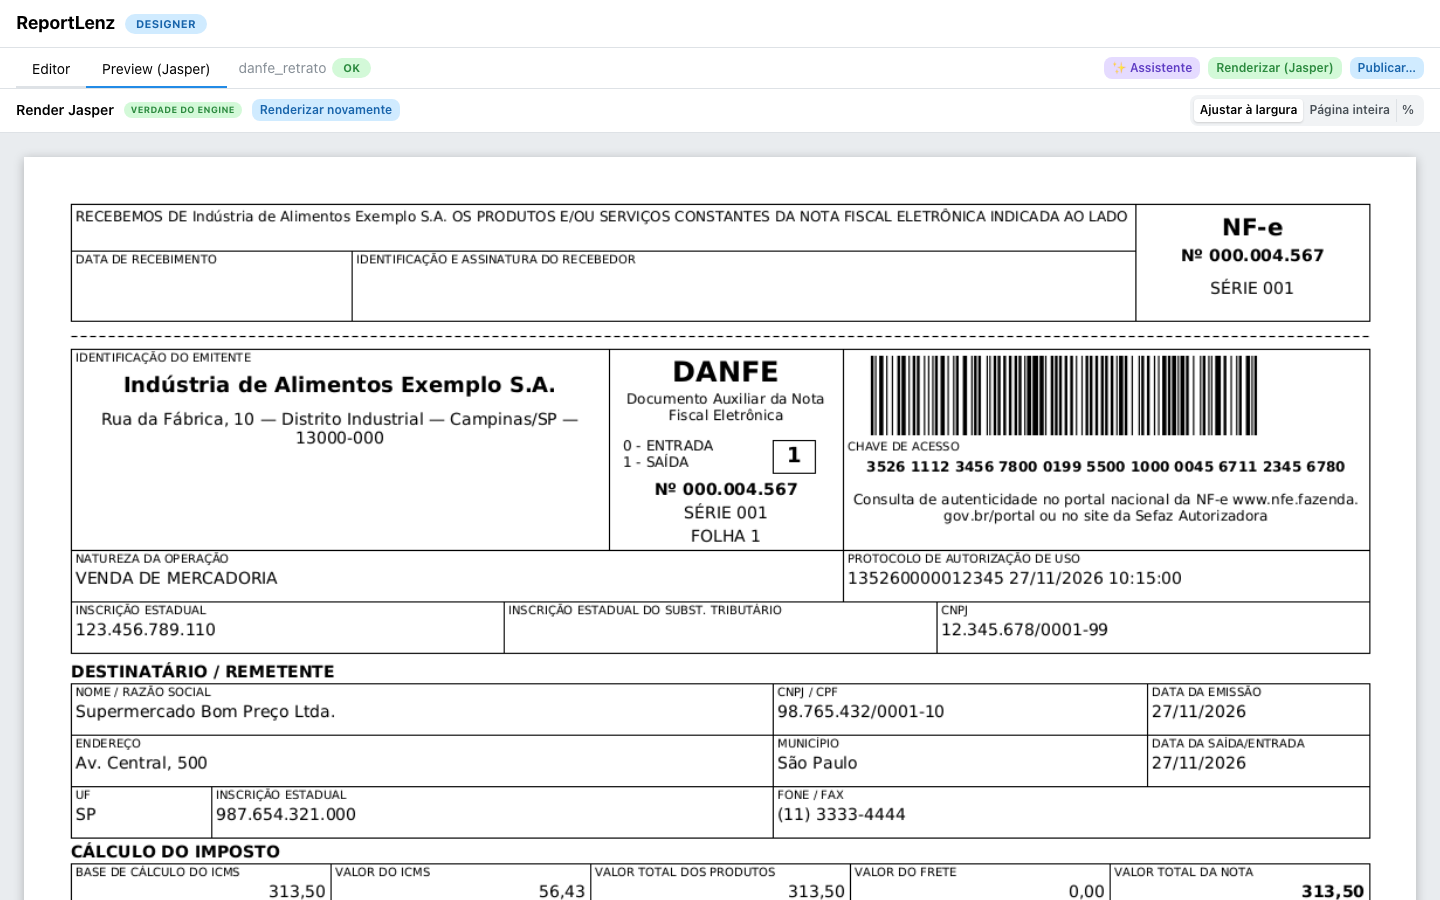 ReportLenz DESIGNER
Editor Preview (Jasper) danfe_retrato OK ✨ Assistente Renderizar (Jasper) Publicar...
Render Jasper VERDADE DO ENGINE Renderizar novamente Ajustar à largura Página inteira %
RECEBEMOS DE Indústria de Alimentos Exemplo S.A. OS PRODUTOS E/OU SERVIÇOS CONSTANTES DA NOTA FISCAL ELETRÔNICA INDICADA AO LADO
NF-e
Nº 000.004.567
SÉRIE 001
DATA DE RECEBIMENTO IDENTIFICAÇÃO E ASSINATURA DO RECEBEDOR
IDENTIFICAÇÃO DO EMITENTE
Indústria de Alimentos Exemplo S.A.
Rua da Fábrica, 10 — Distrito Industrial — Campinas/SP —
13000-000
DANFE
Documento Auxiliar da Nota
Fiscal Eletrônica
0 - ENTRADA
1 - SAÍDA
1
Nº 000.004.567
SÉRIE 001
FOLHA 1
CHAVE DE ACESSO
3526 1112 3456 7800 0199 5500 1000 0045 6711 2345 6780
Consulta de autenticidade no portal nacional da NF-e www.nfe.fazenda.
gov.br/portal ou no site da Sefaz Autorizadora
NATUREZA DA OPERAÇÃO PROTOCOLO DE AUTORIZAÇÃO DE USO
VENDA DE MERCADORIA 135260000012345 27/11/2026 10:15:00
INSCRIÇÃO ESTADUAL INSCRIÇÃO ESTADUAL DO SUBST. TRIBUTÁRIO CNPJ
123.456.789.110 12.345.678/0001-99
DESTINATÁRIO / REMETENTE
NOME / RAZÃO SOCIAL CNPJ / CPF DATA DA EMISSÃO
Supermercado Bom Preço Ltda. 98.765.432/0001-10 27/11/2026
ENDEREÇO MUNICÍPIO DATA DA SAÍDA/ENTRADA
Av. Central, 500 São Paulo 27/11/2026
UF INSCRIÇÃO ESTADUAL FONE / FAX
SP 987.654.321.000 (11) 3333-4444
CÁLCULO DO IMPOSTO
BASE DE CÁLCULO DO ICMS VALOR DO ICMS VALOR TOTAL DOS PRODUTOS VALOR DO FRETE VALOR TOTAL DA NOTA
313,50 56,43 313,50 0,00 313,50